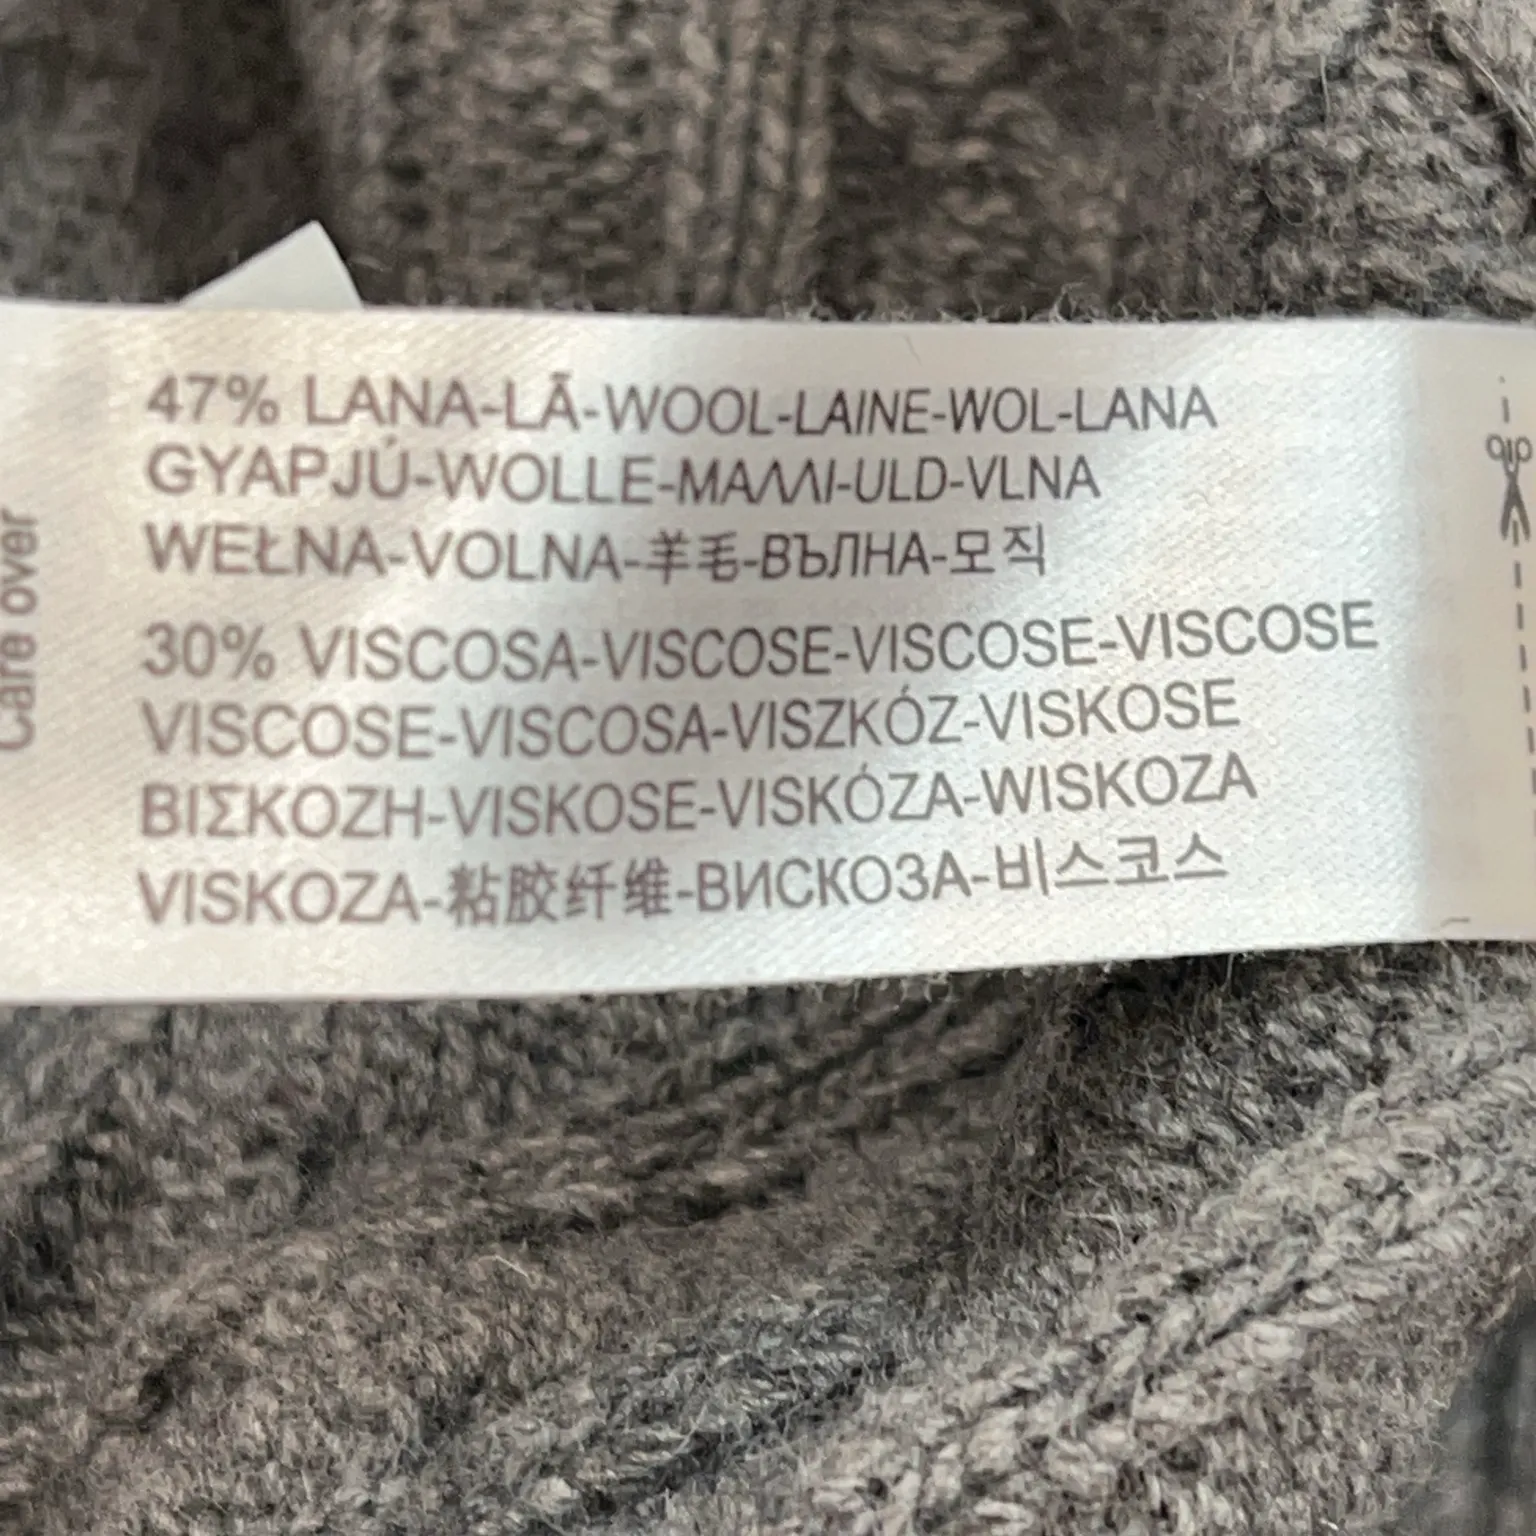 47% LANA-LÃ-WOOL-LAINE-WOL-LANA
GYAPJÚ-WOLLE-ΜΑΛΛΙ-ULD-VLNA
WEŁNA-VOLNA-羊毛-ВЪЛНА-모직
30% VISCOSA-VISCOSE-VISCOSE-VISCOSE
VISCOSE-VISCOSA-VISZKÓZ-VISKOSE
ΒΙΣΚΟΖΗ-VISKOSE-VISKÓZA-WISKOZA
VISKOZA-粘胶纤维-ВИСКОЗА-비스코스
Care over